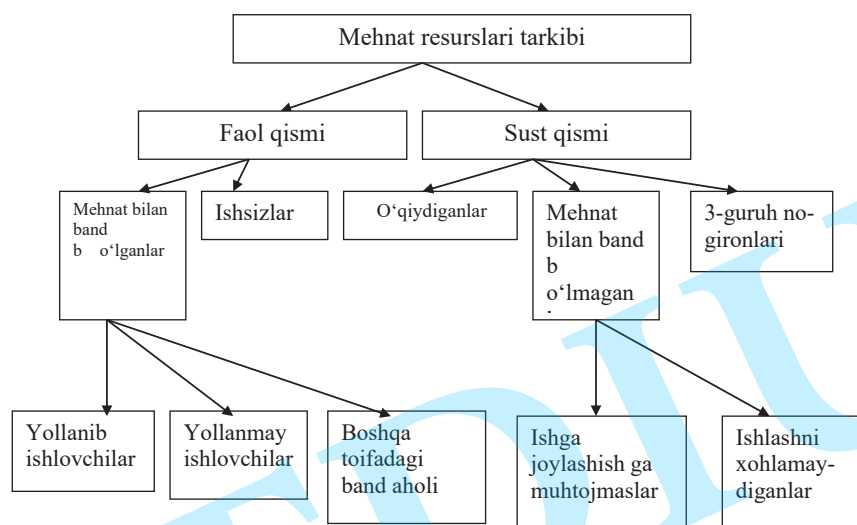 Mehnat resurslari tarkibi
Faol qismi
Sust qismi
Mehnat bilan
band
b o‘lganlar
Ishsizlar
O‘qiydiganlar
Mehnat
bilan band
b
o‘lmagan
3-guruh no-
gironlari
Yollanib
ishlovchilar
Yollanmay
ishlovchilar
Boshqa
toifadagi
band aholi
Ishga
joylashish ga
muhtojmaslar
Ishlashni
xohlamay-
diganlar